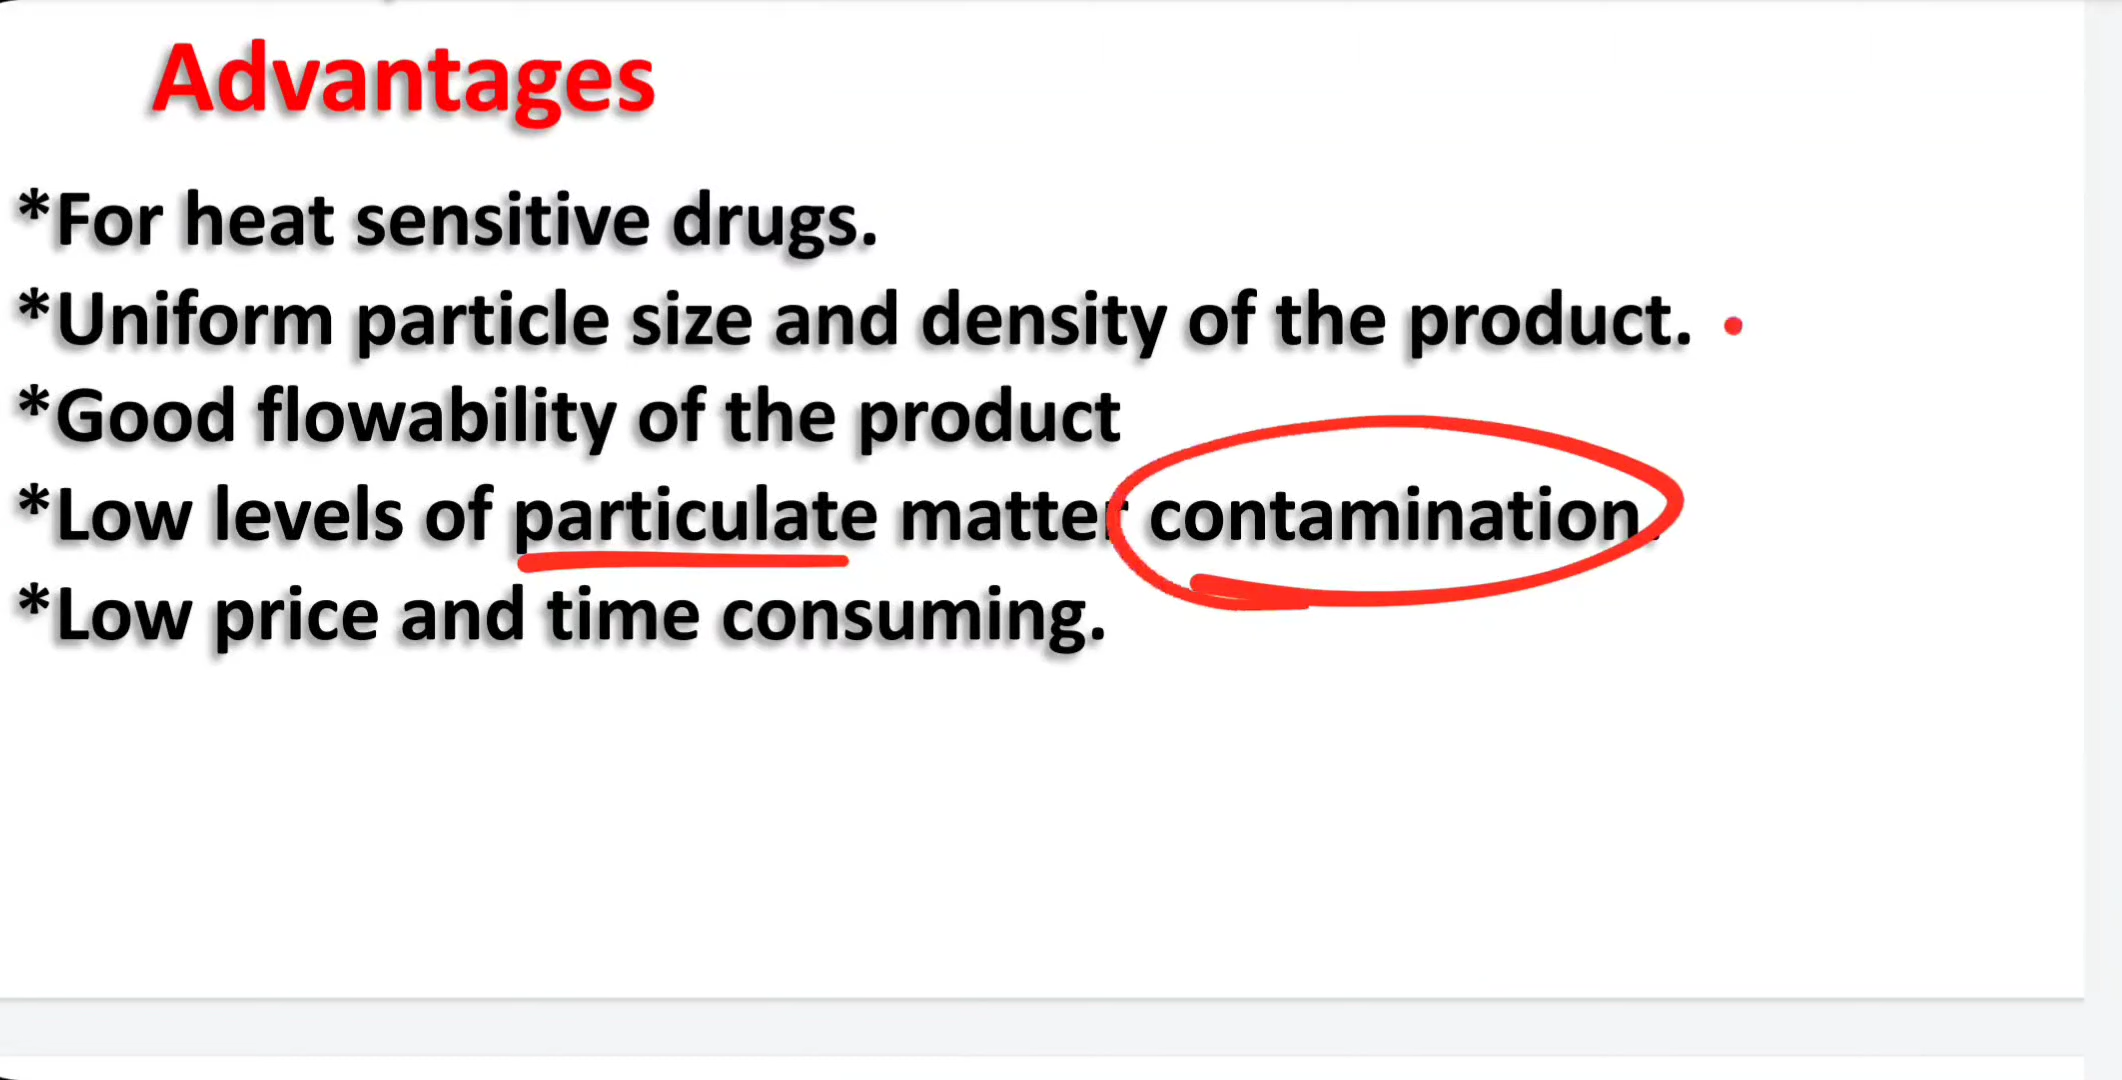 Advantages
*For heat sensitive drugs.
*Uniform particle size and density of the product.
*Good flowability of the product
*Low levels of particulate matter contamination.
*Low price and time consuming.